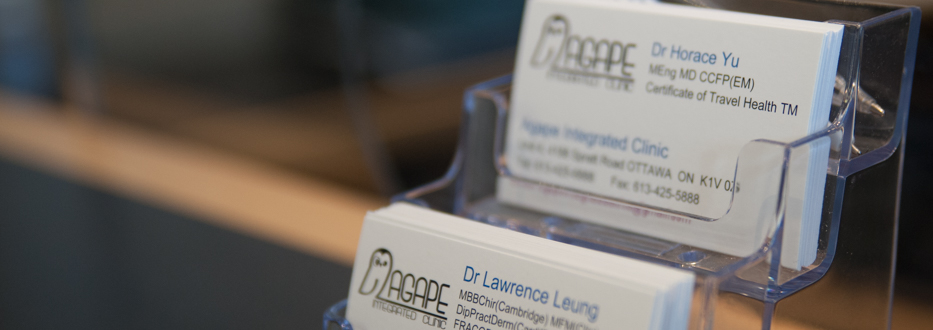 AGAPE
INTEGRATED CLINIC
Dr Horace Yu
MEng MD CCFP(EM)
Certificate of Travel Health TM
Agape Integrated Clinic
Road OTTAWA ON K1V
Fax: 613-425-5888
AGAPE
INTEGRATED CLINIC
Dr Lawrence Leung
MBBChir(Cambridge)